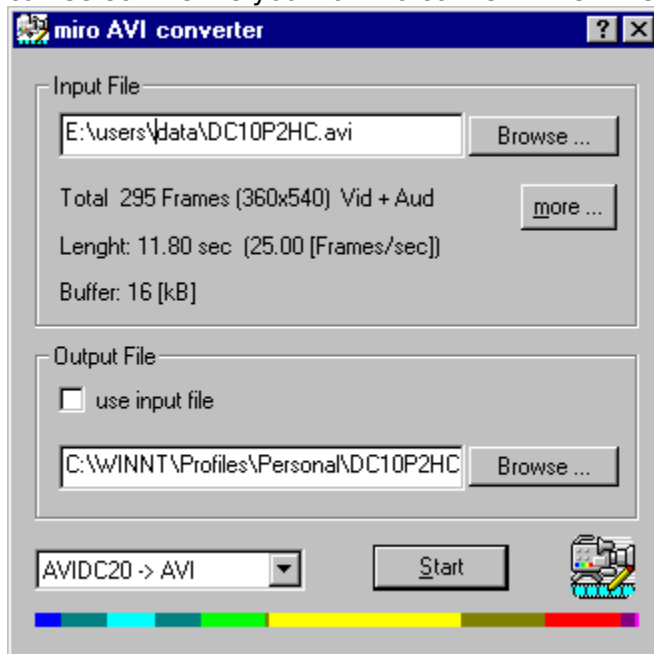 miro AVI converter
Input File
E:\users\data\DC10P2HC.avi
Browse ...
Total 295 Frames (360x540) Vid + Aud
more ...
Lenght: 11.80 sec (25.00 [Frames/sec])
Buffer: 16 [kB]
Output File
use input file
C:\WINNT\Profiles\Personal\DC10P2HC
Browse ...
AVIDC20 -> AVI
Start